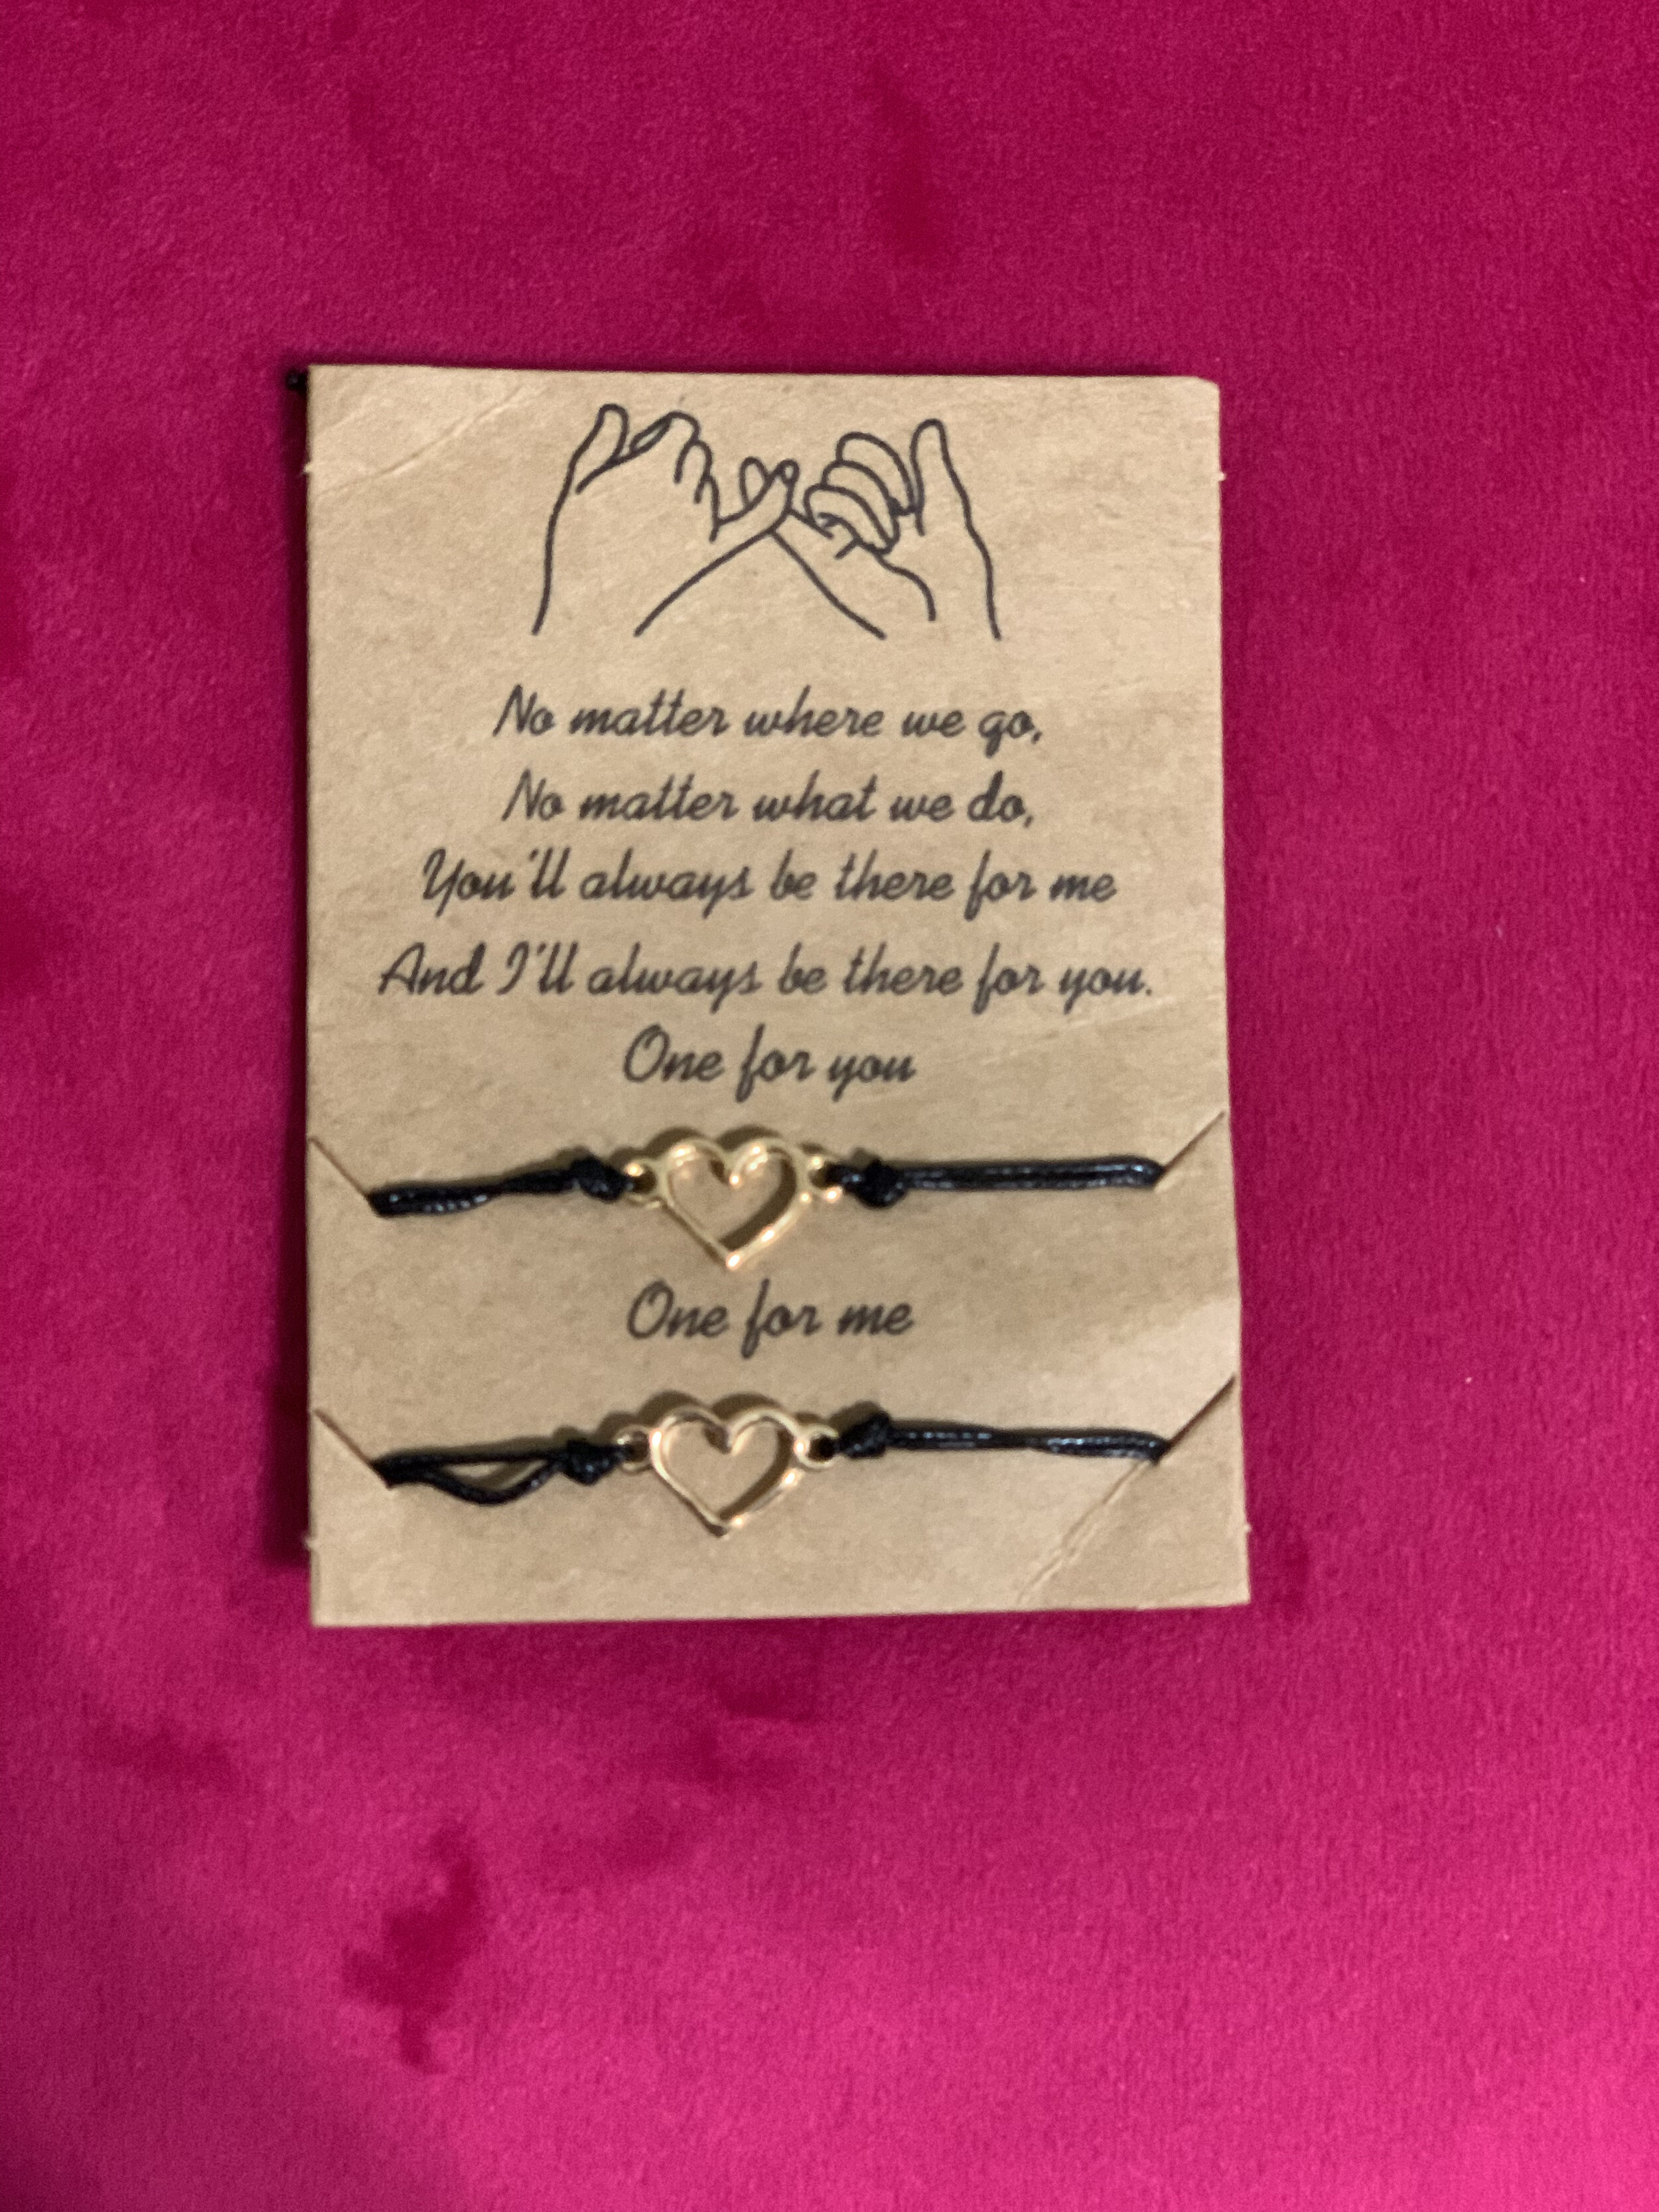 No matter where we go,
No matter what we do,
You'll always be there for me
And I'll always be there for you.
One for you
One for me